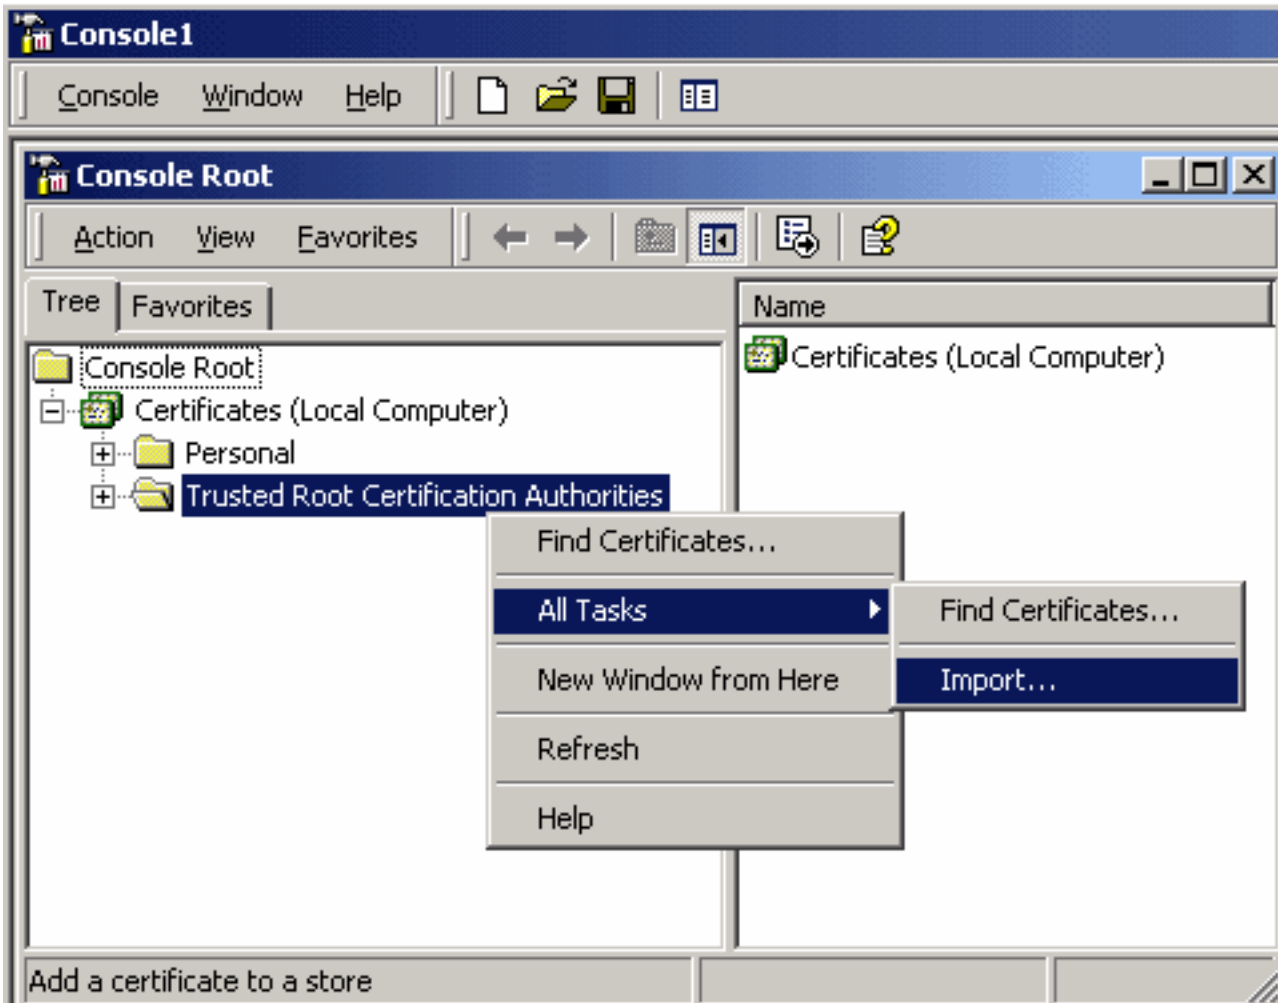 Console1
Console Window Help
Console Root
Action View Favorites
Tree Favorites
Name
Console Root
Certificates (Local Computer)
Personal
Trusted Root Certification Authorities
Certificates (Local Computer)
Find Certificates...
All Tasks
New Window from Here
Refresh
Help
Find Certificates...
Import...
Add a certificate to a store